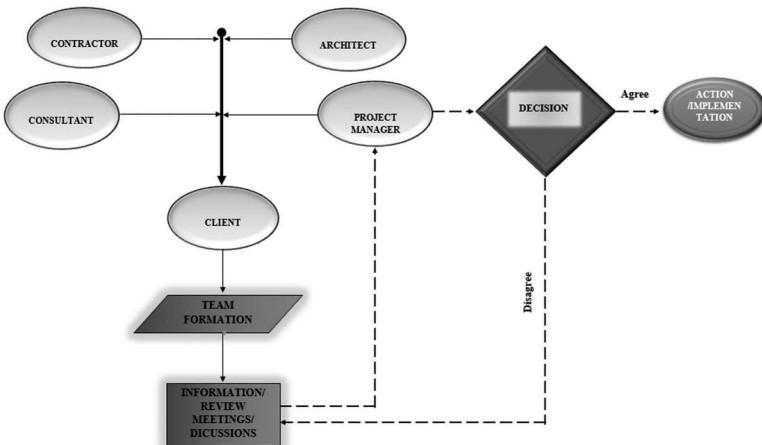 CONTRACTOR
ARCHITECT
CONSULTANT
PROJECT
MANAGER
DECISION
Agree
ACTION
/IMPLEMEN
TATION
CLIENT
Disagree
TEAM
FORMATION
INFORMATION/
REVIEW
MEETINGS/
DICUSSIONS